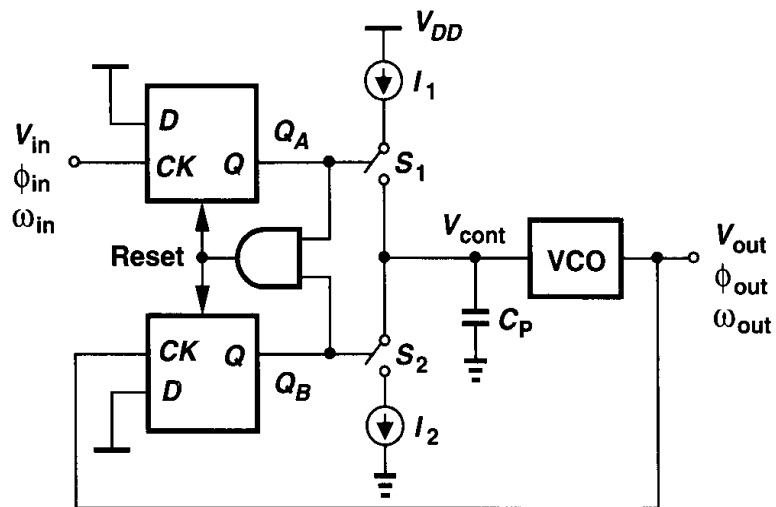 V_DD
I_1
D
CK
Q
Q_A
S_1
V_in
ϕ_in
ω_in
Reset
V_cont
VCO
V_out
ϕ_out
ω_out
C_P
CK
Q
D
Q_B
S_2
I_2